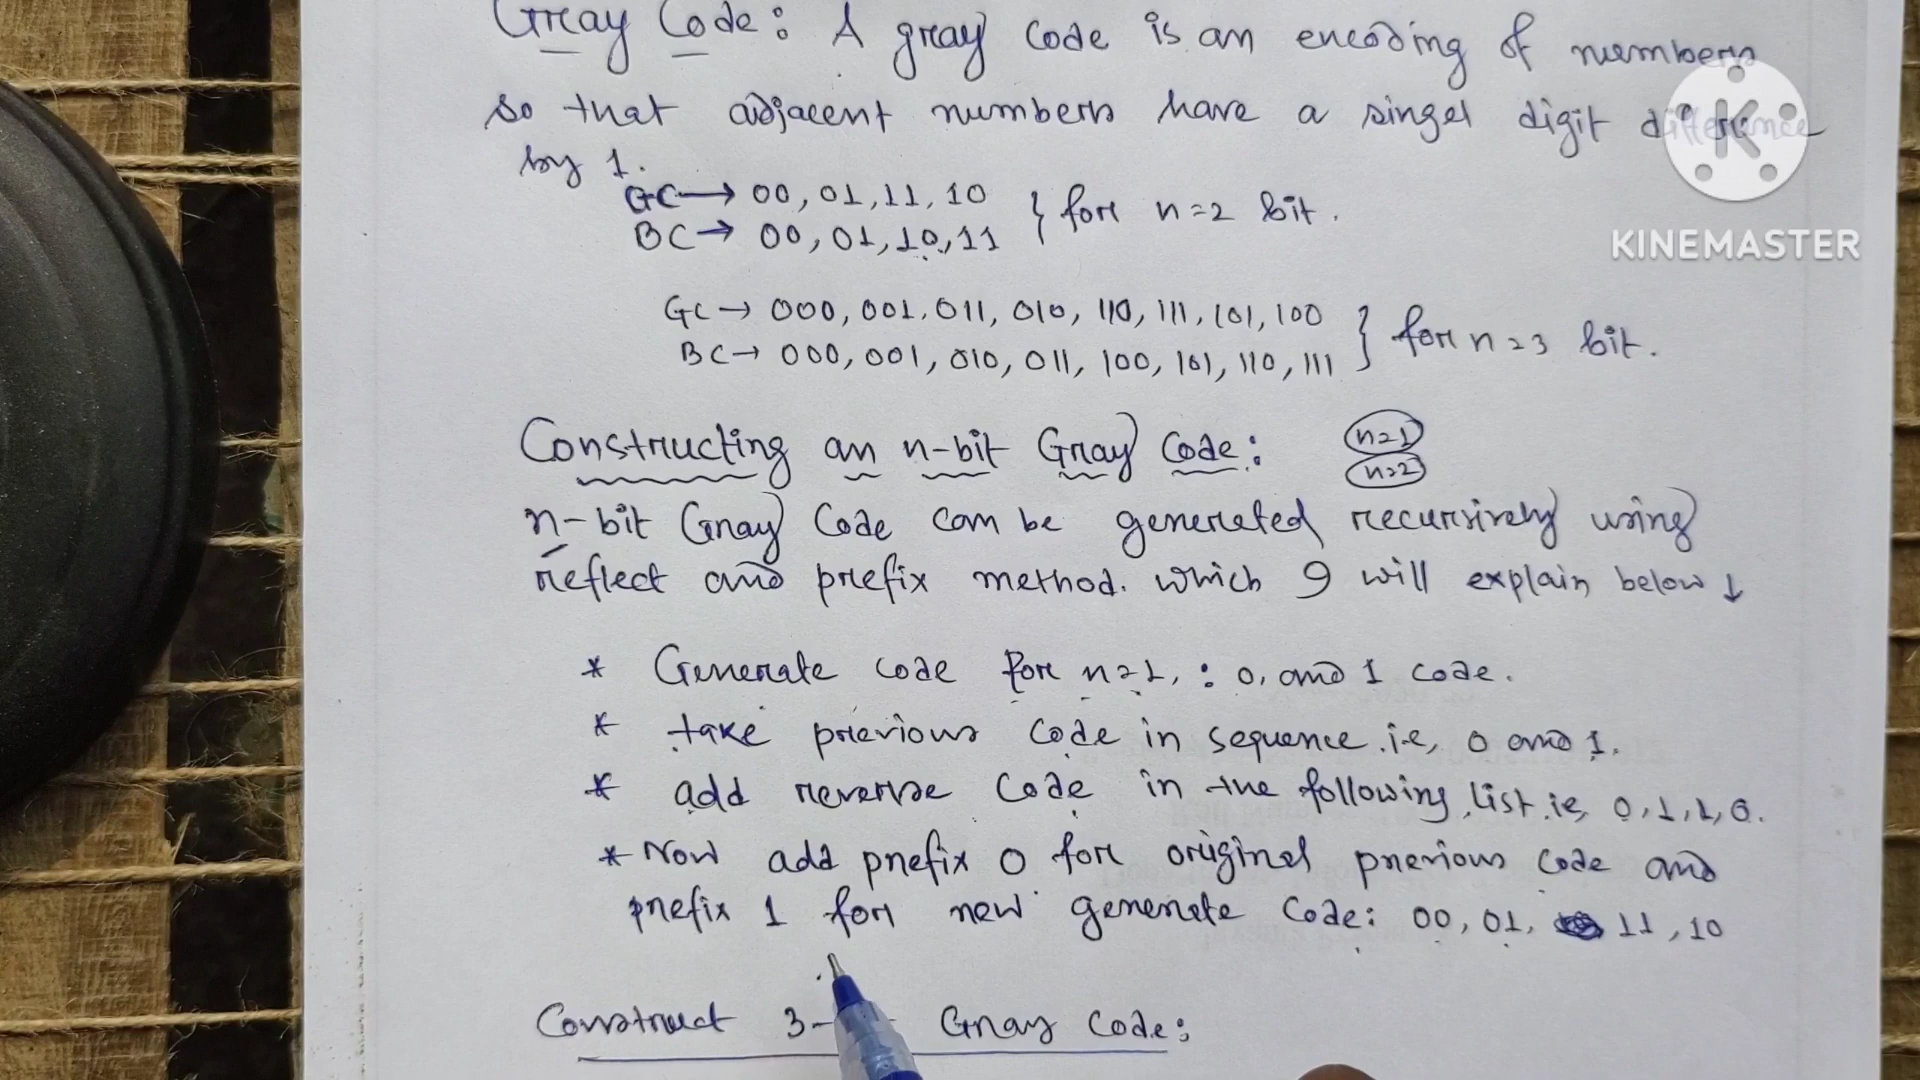 Gray Code: A gray code is an encoding of numbers
so that adjacent numbers have a singel digit difference
by 1.
GC→ 00, 01, 11, 10
BC→ 00, 01, 10, 11
} for n=2 bit.
GC→ 000, 001, 011, 010, 110, 111, 101, 100
BC→ 000, 001, 010, 011, 100, 101, 110, 111
} for n=3 bit.
KINEMASTER
Constructing an n-bit Gray Code:
n=1
n=2
n-bit Gray Code can be generated recursively using
reflect and prefix method. which I will explain below ↓
* Generate code for n=1, : 0, and 1 code.
* take previous code in sequence i.e, 0 and 1.
* add reverse code in the following list ie, 0, 1, 1, 0.
* Now add prefix 0 for original previous code and
prefix 1 for new generate code: 00, 01, 11, 10
Construct 3- Gray Code: